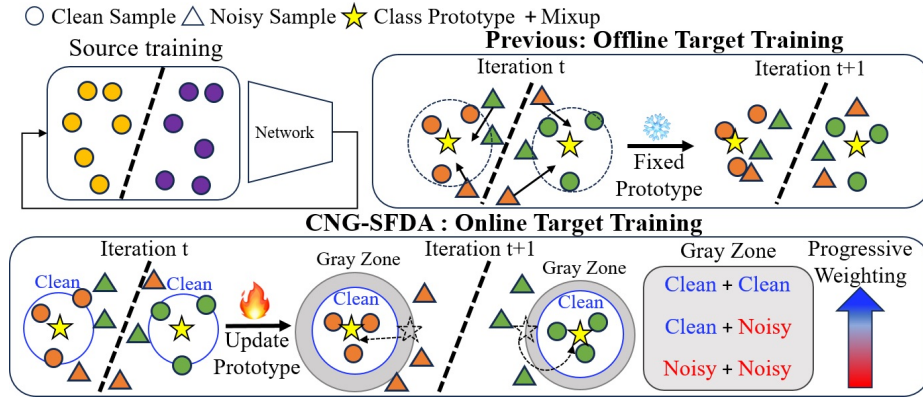 Clean Sample Noisy Sample Class Prototype + Mixup
Source training
Network
Previous: Offline Target Training
Iteration t
Iteration t+1
Fixed
Prototype
CNG-SFDA : Online Target Training
Iteration t
Clean
Clean
Update
Prototype
Iteration t+1
Gray Zone
Clean
Gray Zone
Clean
Gray Zone
Clean + Clean
Clean + Noisy
Noisy + Noisy
Progressive
Weighting